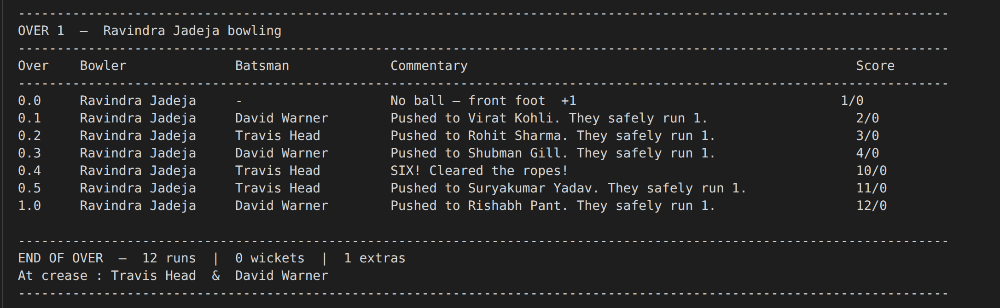 ------------------------------------------------------------------------------------------------------------------------
OVER 1  —  Ravindra Jadeja bowling
------------------------------------------------------------------------------------------------------------------------
Over    Bowler              Batsman             Commentary                                                  Score
------------------------------------------------------------------------------------------------------------------------
0.0     Ravindra Jadeja     -                   No ball — front foot  +1                                  1/0
0.1     Ravindra Jadeja     David Warner        Pushed to Virat Kohli. They safely run 1.                   2/0
0.2     Ravindra Jadeja     Travis Head         Pushed to Rohit Sharma. They safely run 1.                  3/0
0.3     Ravindra Jadeja     David Warner        Pushed to Shubman Gill. They safely run 1.                  4/0
0.4     Ravindra Jadeja     Travis Head         SIX! Cleared the ropes!                                     10/0
0.5     Ravindra Jadeja     Travis Head         Pushed to Suryakumar Yadav. They safely run 1.              11/0
1.0     Ravindra Jadeja     David Warner        Pushed to Rishabh Pant. They safely run 1.                  12/0

------------------------------------------------------------------------------------------------------------------------
END OF OVER  —  12 runs  |  0 wickets  |  1 extras
At crease : Travis Head  &  David Warner
------------------------------------------------------------------------------------------------------------------------